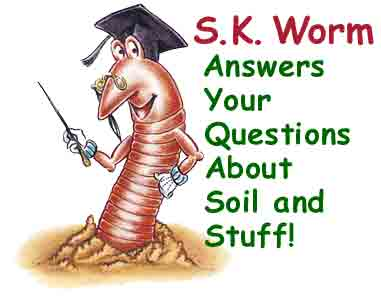 S.K. Worm
Answers
Your
Questions
About
Soil and
Stuff!